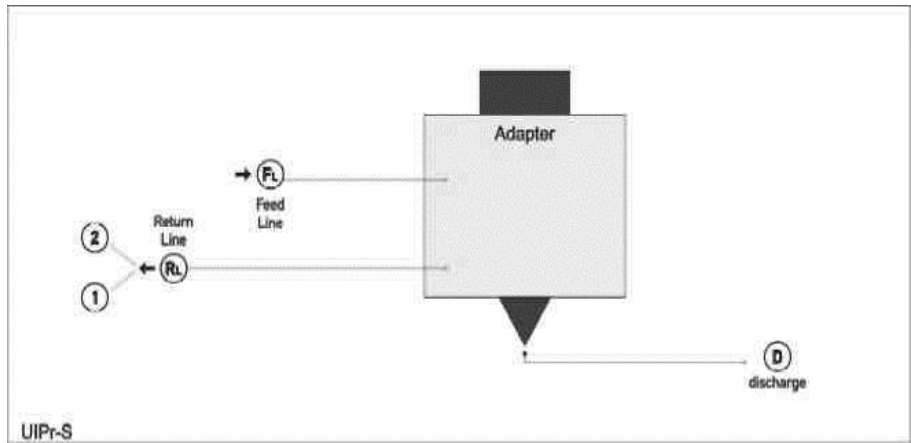 Adapter
→ FL
Feed
Line
Return
Line
2
← RL
1
D
discharge
UIPr-S